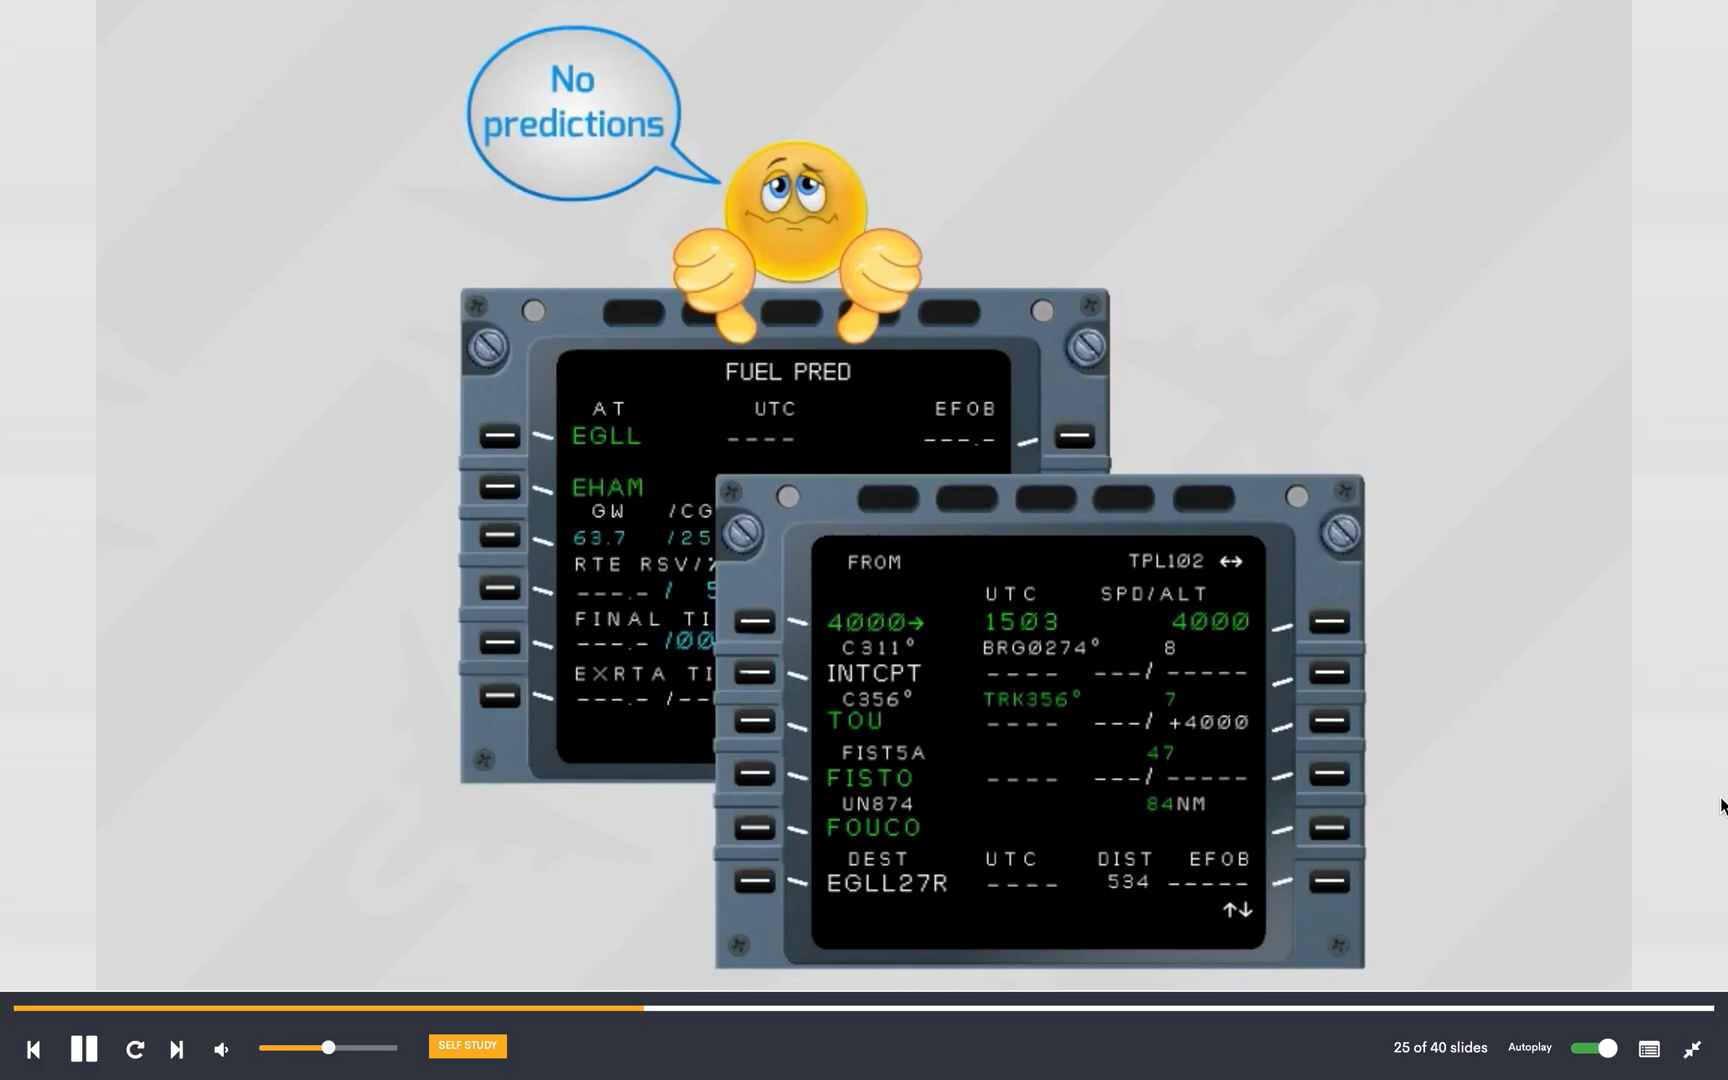 No
predictions
FUEL PRED
AT UTC EFOB
EGLL ---- ---.-
EHAM
GW /CG
63.7 /25
RTE RSV/%
---.- / 5
FINAL TI
---.- /00
EXRTA TI
---.- /--
FROM TPL102 ↔
UTC SPD/ALT
4000→ 1503 4000
C311° BRG0274° 8
INTCPT ---- ---/ -----
C356° TRK356° 7
TOU ---- ---/ +4000
FIST5A 47
FISTO ---- ---/ -----
UN874 84NM
FOUCO
DEST UTC DIST EFOB
EGLL27R ---- 534 -----
↑↓
SELF STUDY
25 of 40 slides
Autoplay